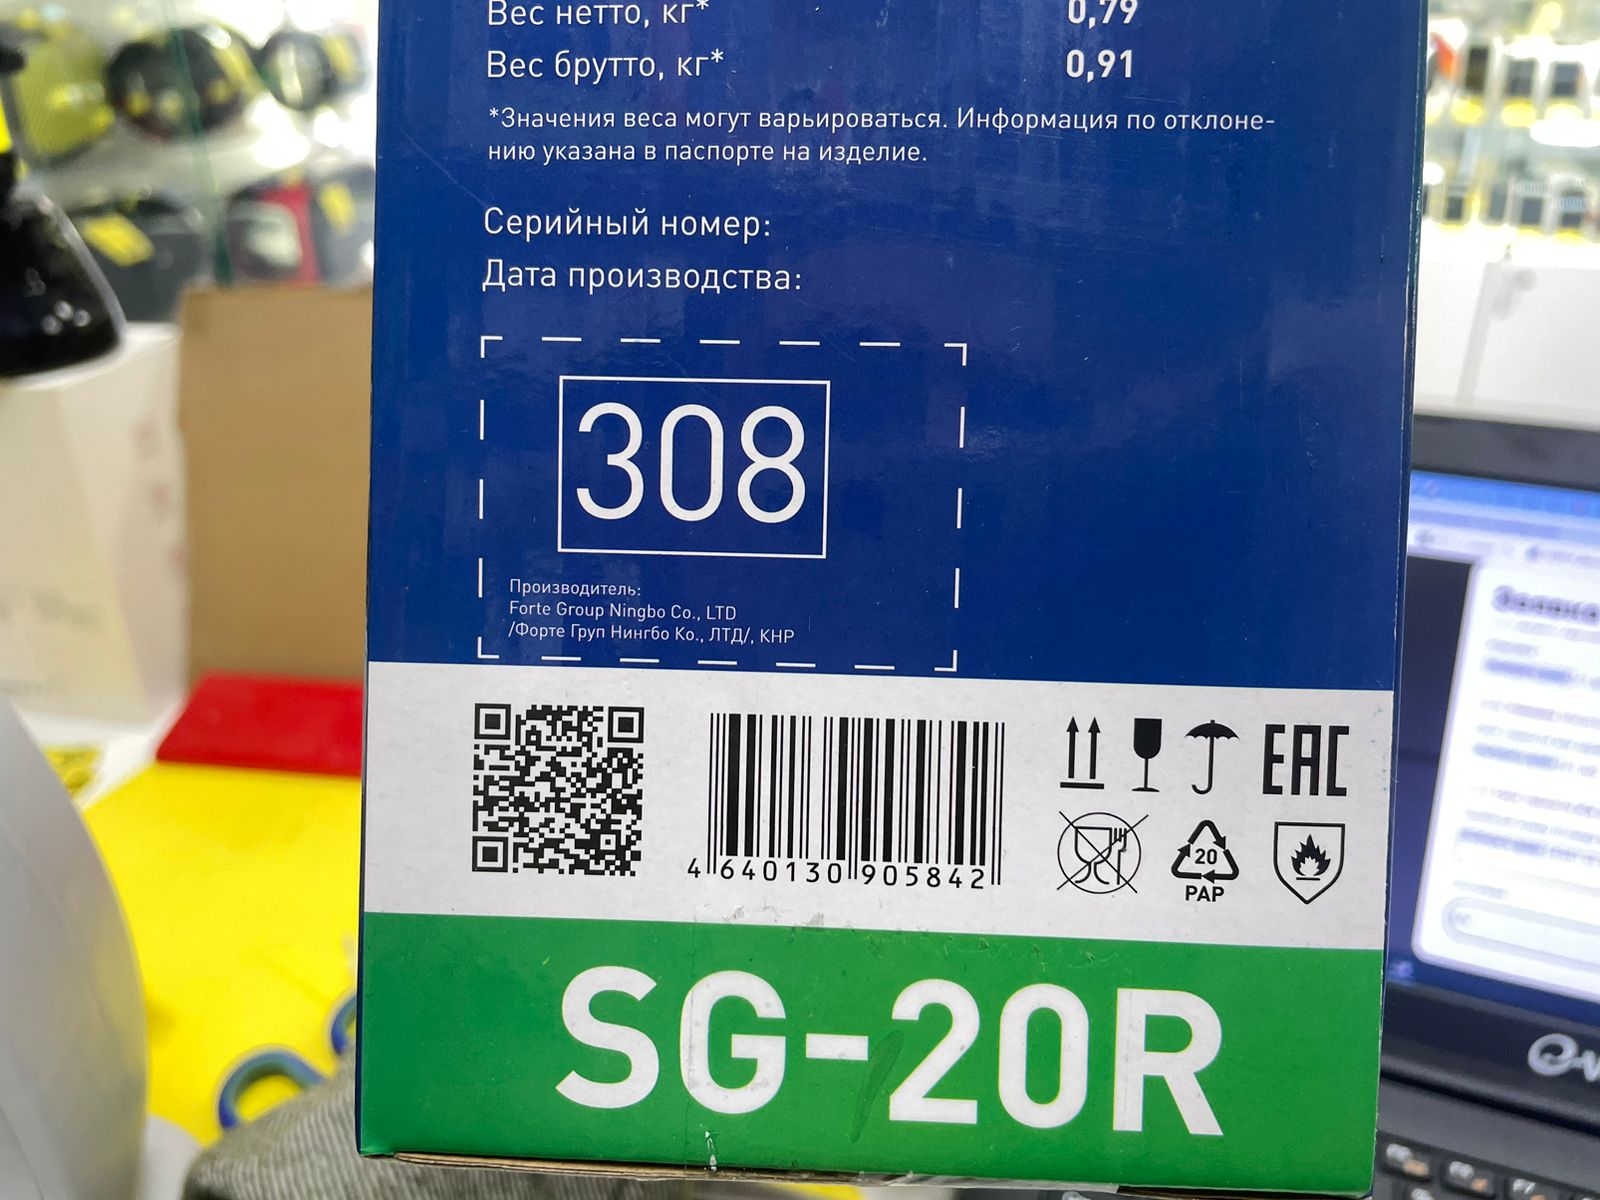 Вес нетто, кг* 0,79
Вес брутто, кг* 0,91
*Значения веса могут варьироваться. Информация по отклоне-
нию указана в паспорте на изделие.
Серийный номер:
Дата производства:
308
Производитель:
Forte Group Ningbo Co., LTD
/Форте Груп Нингбо Ко., ЛТД/, КНР
EAC
4 640130 905842
20
PAP
SG-20R